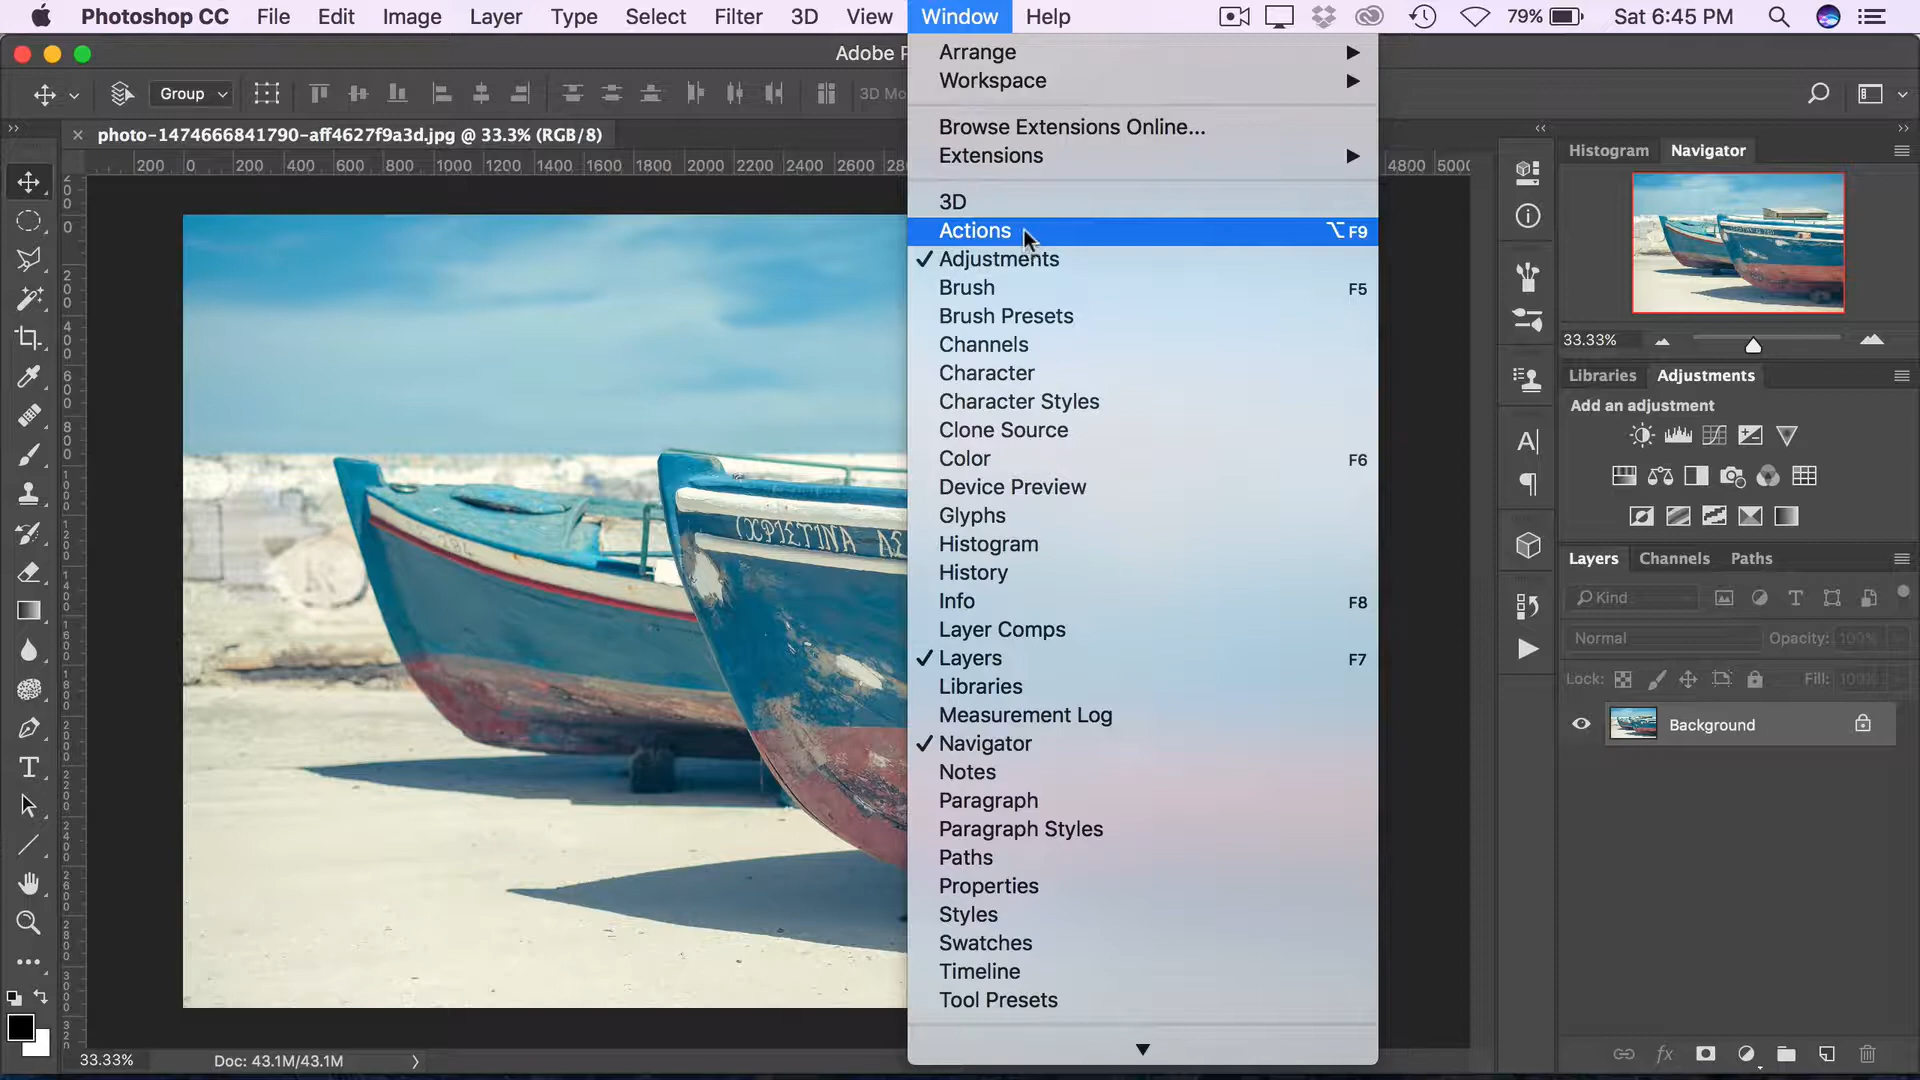 Photoshop CC File Edit Image Layer Type Select Filter 3D View Window Help 79% Sat 6:45 PM
Adobe P
Group 3D Mo
photo-1474666841790-aff4627f9a3d.jpg @ 33.3% (RGB/8)
200 0 200 400 600 800 1000 1200 1400 1600 1800 2000 2200 2400 2600 4800 5000
Arrange
Workspace
Browse Extensions Online...
Extensions
3D
Actions ⌥F9
✓ Adjustments
Brush F5
Brush Presets
Channels
Character
Character Styles
Clone Source
Color F6
Device Preview
Glyphs
Histogram
History
Info F8
Layer Comps
✓ Layers F7
Libraries
Measurement Log
✓ Navigator
Notes
Paragraph
Paragraph Styles
Paths
Properties
Styles
Swatches
Timeline
Tool Presets
Histogram Navigator
33.33%
Libraries Adjustments
Add an adjustment
Layers Channels Paths
Kind
Normal Opacity: 100%
Lock: Fill: 100%
Background
fx
33.33% Doc: 43.1M/43.1M